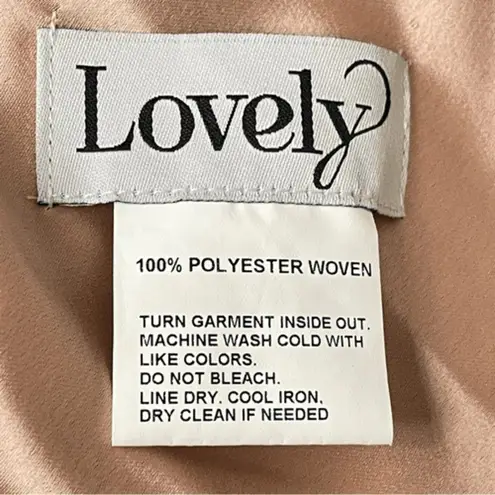 Lovely
100% POLYESTER WOVEN
TURN GARMENT INSIDE OUT.
MACHINE WASH COLD WITH
LIKE COLORS.
DO NOT BLEACH.
LINE DRY. COOL IRON,
DRY CLEAN IF NEEDED